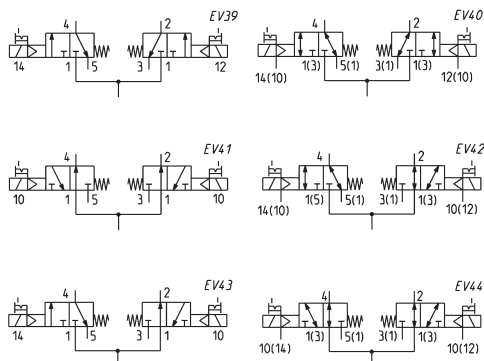 4 2 EV39
14 1 5 3 1 12
4 2 EV40
14(10) 1(3) 5(1) 3(1) 1(3) 12(10)
4 2 EV41
10 1 5 3 1 10
4 2 EV42
14(10) 1(5) 5(1) 3(1) 1(3) 10(12)
4 2 EV43
14 1 5 3 1 10
4 2 EV44
10(14) 1(3) 5(1) 3(1) 1(3) 10(12)